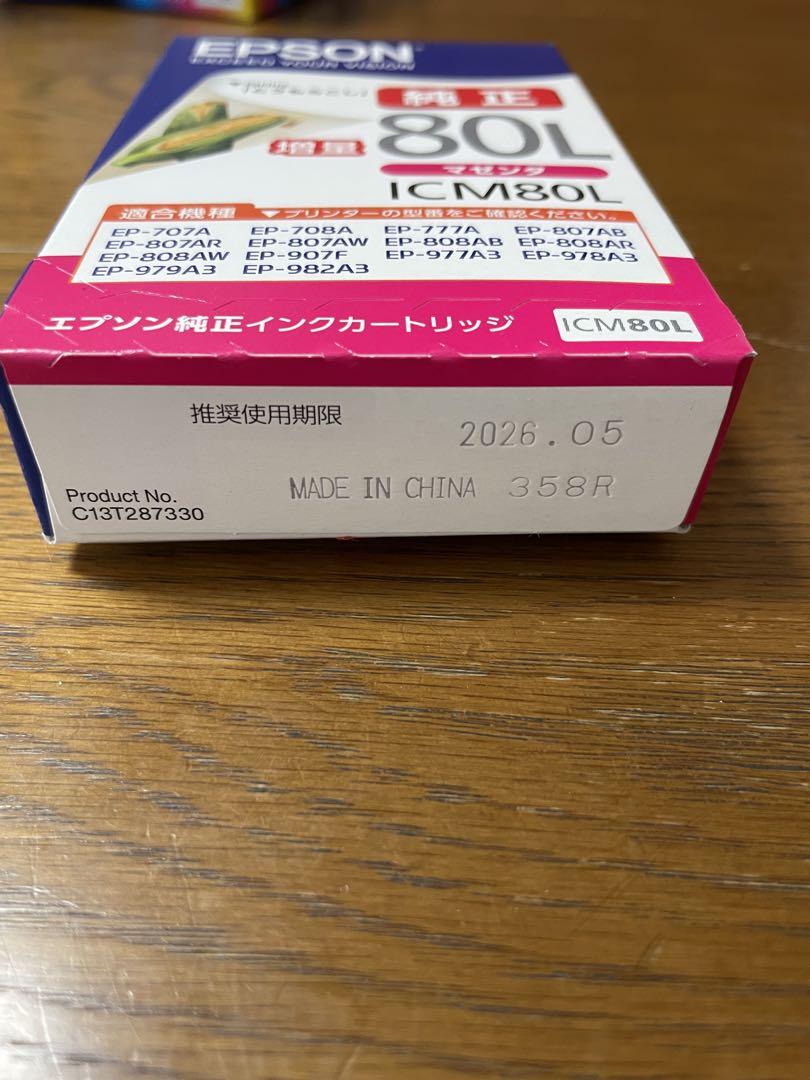 EPSON
EXCEED YOUR VISION
純正
増量
80L
マゼンタ
ICM80L
適合機種 ▼プリンターの型番をご確認ください。
EP-707A EP-708A EP-777A EP-807AB
EP-807AR EP-807AW EP-808AB EP-808AR
EP-808AW EP-907F EP-977A3 EP-978A3
EP-979A3 EP-982A3
エプソン純正インクカートリッジ ICM80L
推奨使用期限
2026.05
MADE IN CHINA 358R
Product No.
C13T287330